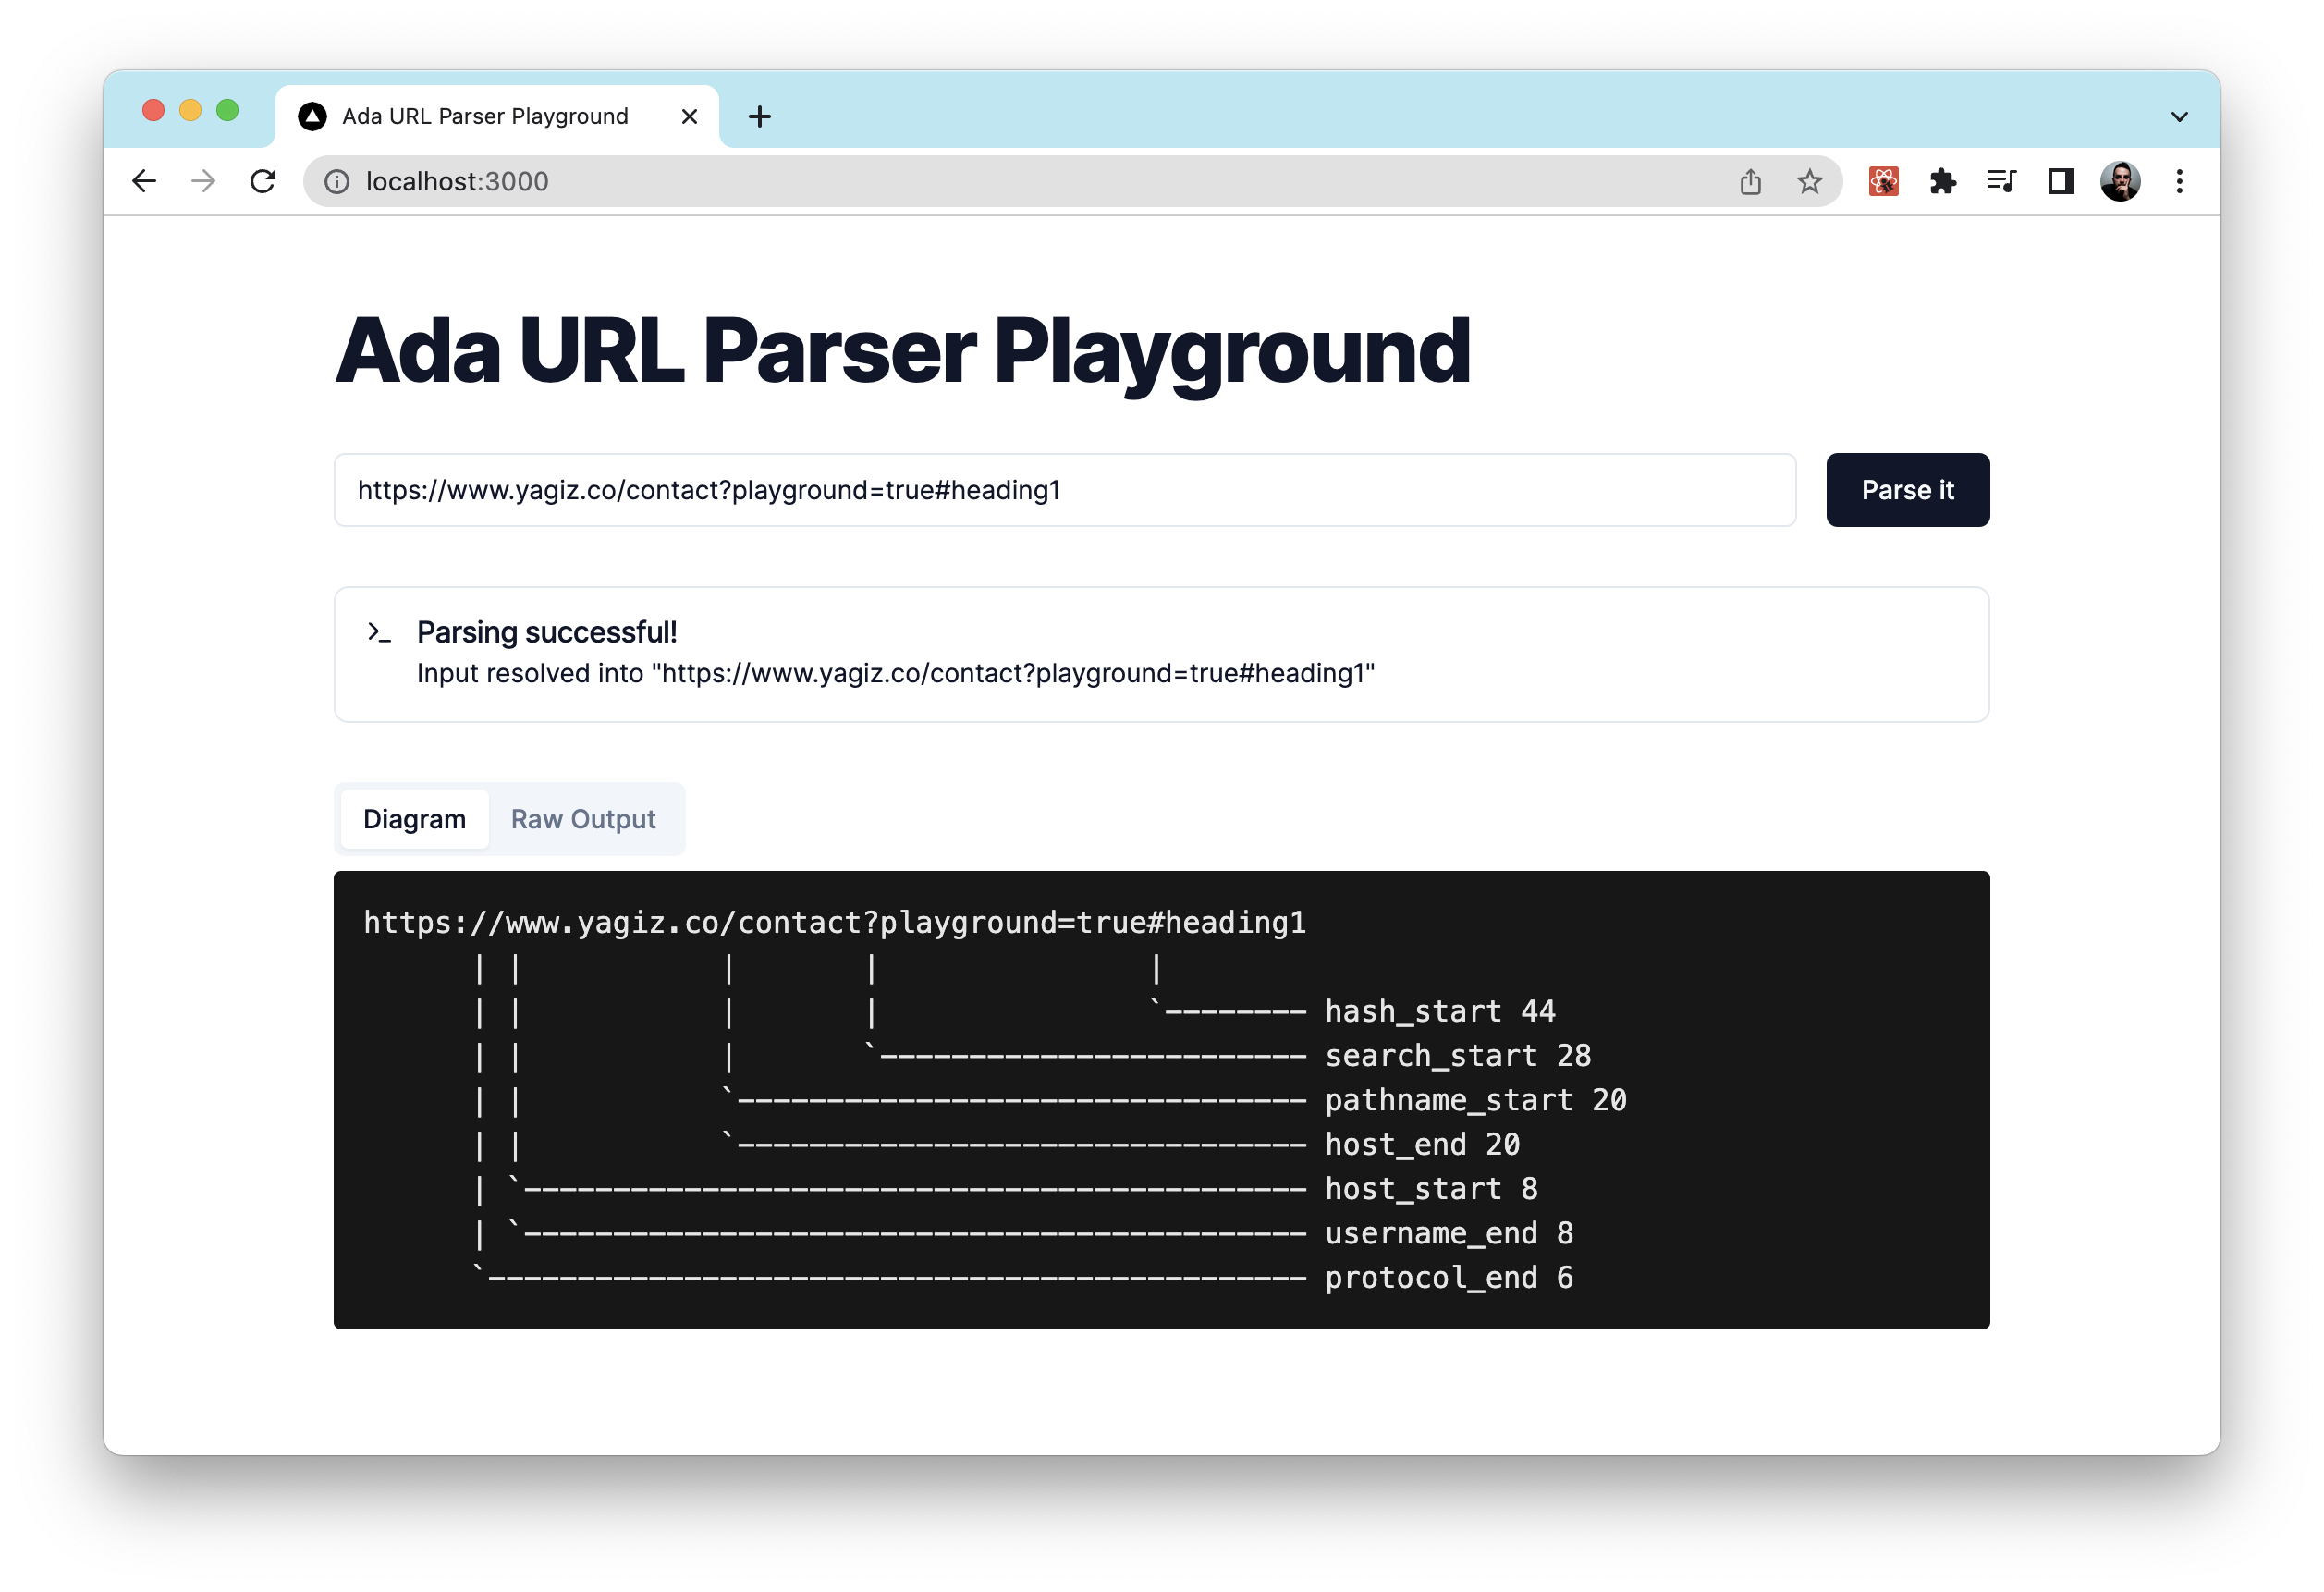 Ada URL Parser Playground
localhost:3000
Ada URL Parser Playground
https://www.yagiz.co/contact?playground=true#heading1
Parse it
Parsing successful!
Input resolved into "https://www.yagiz.co/contact?playground=true#heading1"
Diagram
Raw Output
https://www.yagiz.co/contact?playground=true#heading1
      | |           |       |               |
      | |           |       |               `-------- hash_start 44
      | |           |       `------------------------ search_start 28
      | |           `-------------------------------- pathname_start 20
      | |           `-------------------------------- host_end 20
      | `-------------------------------------------- host_start 8
      | `-------------------------------------------- username_end 8
      `---------------------------------------------- protocol_end 6